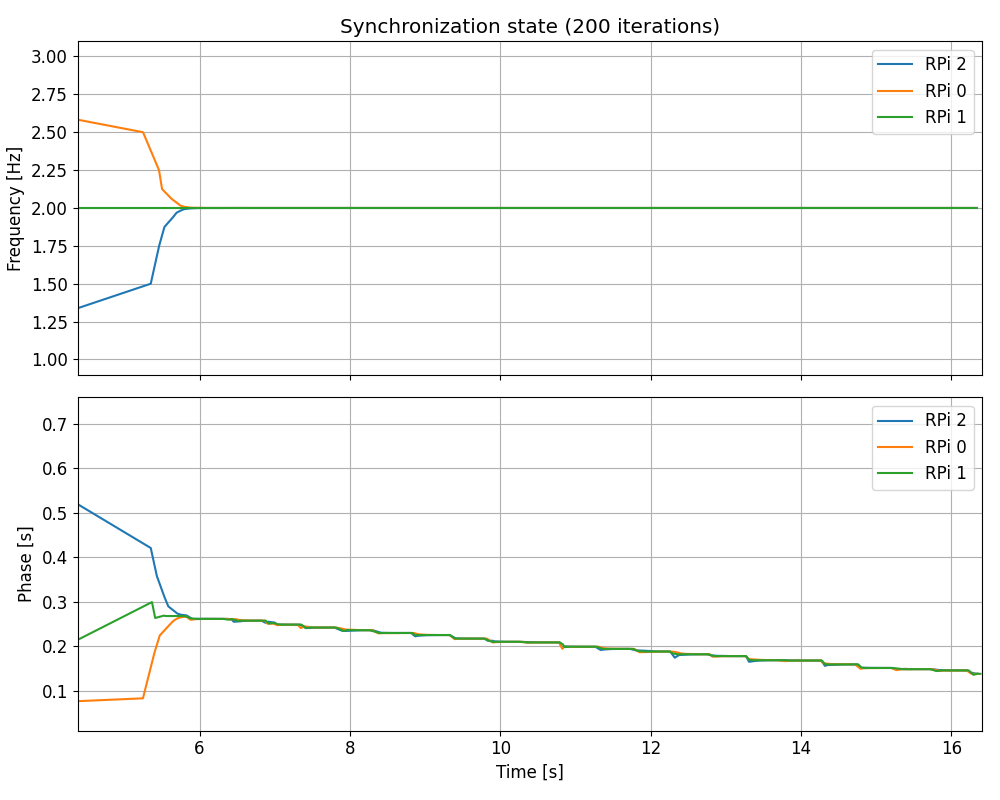 Synchronization state (200 iterations)
3.00
2.75
2.50
2.25
2.00
1.75
1.50
1.25
1.00
Frequency [Hz]
RPi 2
RPi 0
RPi 1
0.7
0.6
0.5
0.4
0.3
0.2
0.1
Phase [s]
RPi 2
RPi 0
RPi 1
6 8 10 12 14 16
Time [s]